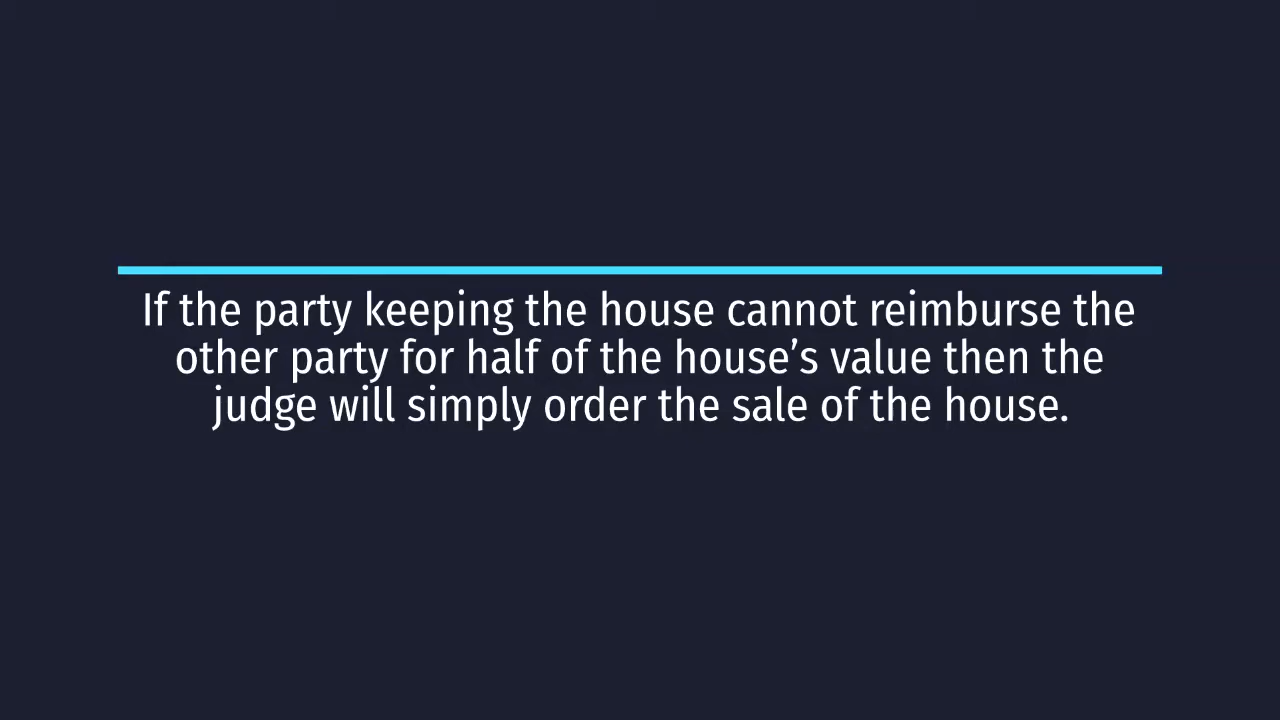 If the party keeping the house cannot reimburse the
other party for half of the house’s value then the
judge will simply order the sale of the house.